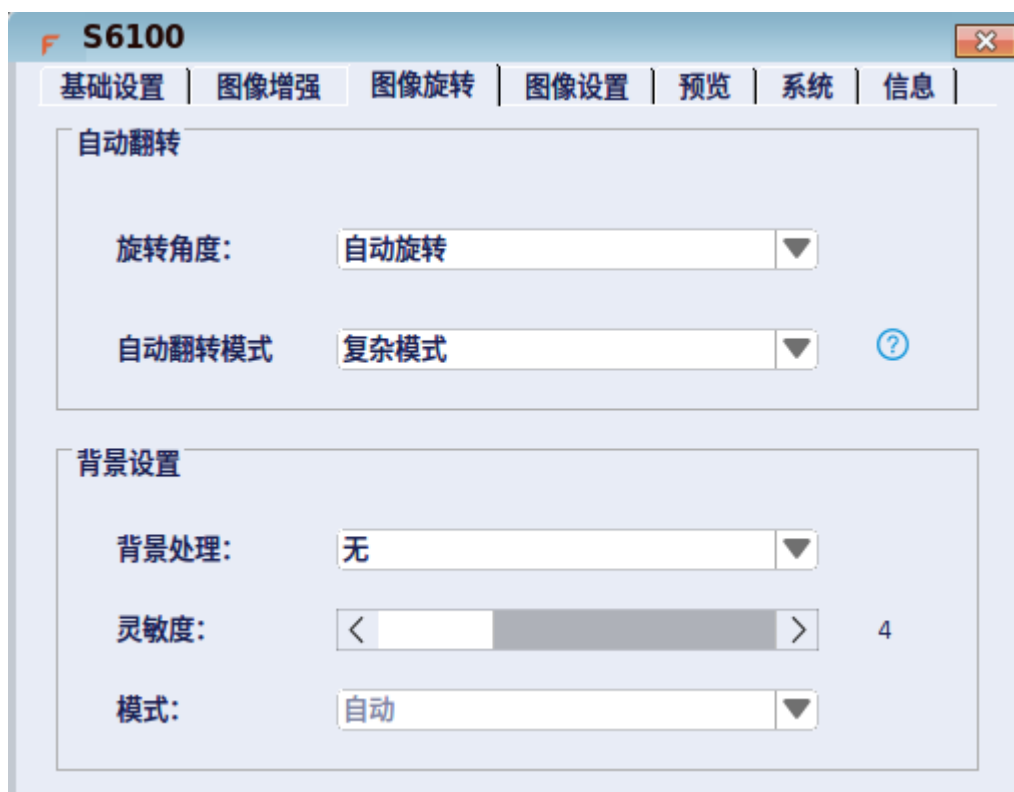 S6100
基础设置 图像增强 图像旋转 图像设置 预览 系统 信息
自动翻转
旋转角度： 自动旋转
自动翻转模式 复杂模式 ?
背景设置
背景处理： 无
灵敏度： 4
模式： 自动